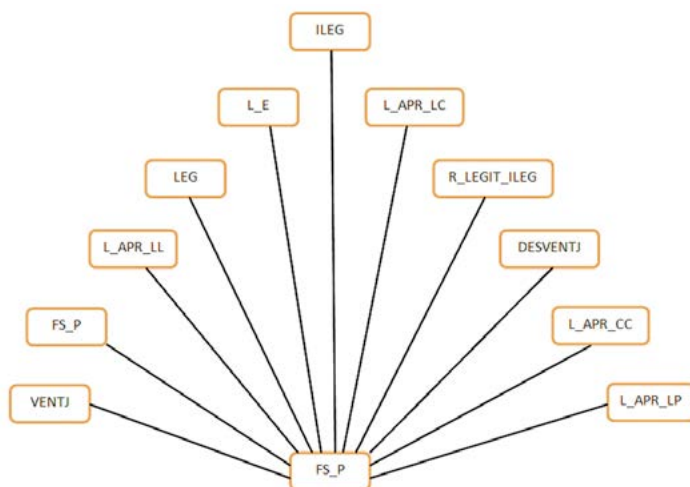 ILEG
L_E
L_APR_LC
LEG
R_LEGIT_ILEG
L_APR_LL
DESVENTJ
FS_P
L_APR_CC
VENTJ
L_APR_LP
FS_P